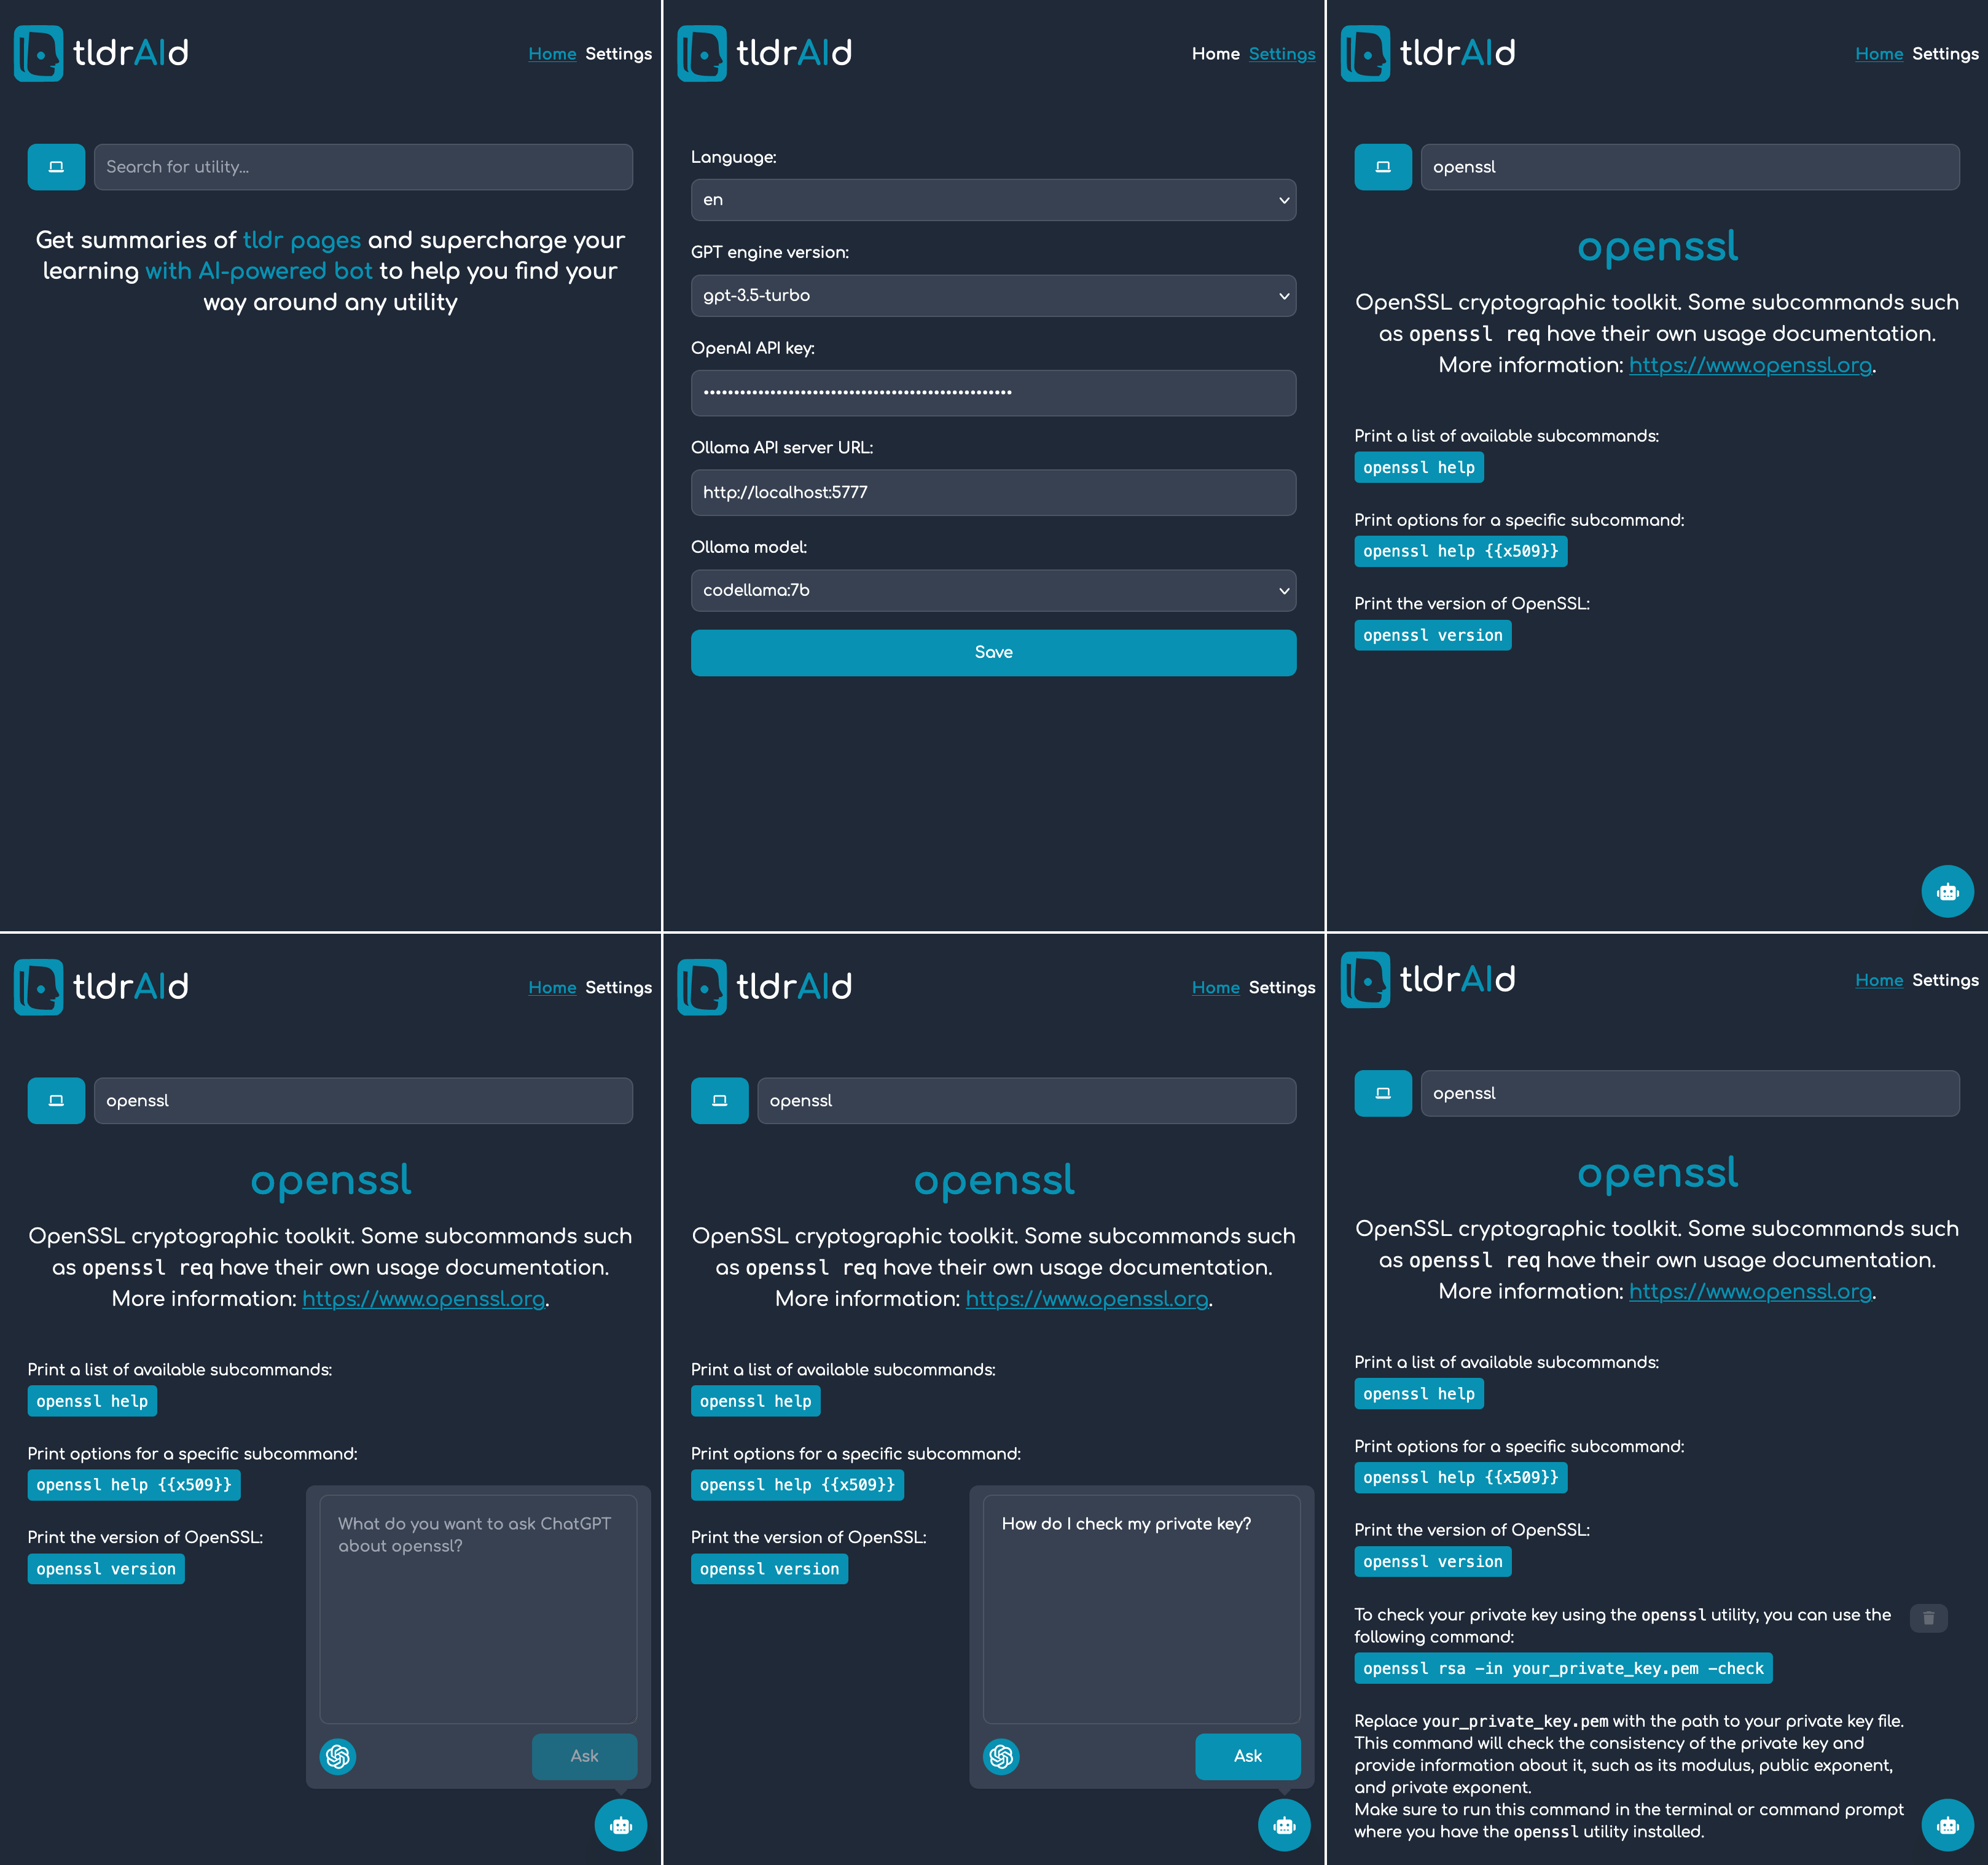 tldrAId
Home Settings
Search for utility...
Get summaries of tldr pages and supercharge your
learning with AI-powered bot to help you find your
way around any utility
tldrAId
Home Settings
Language:
en
GPT engine version:
gpt-3.5-turbo
OpenAI API key:
•••••••••••••••••••••••••••••••••••••••••••••••••••
Ollama API server URL:
http://localhost:5777
Ollama model:
codellama:7b
Save
tldrAId
Home Settings
openssl
openssl
OpenSSL cryptographic toolkit. Some subcommands such
as openssl req have their own usage documentation.
More information: https://www.openssl.org.
Print a list of available subcommands:
openssl help
Print options for a specific subcommand:
openssl help {{x509}}
Print the version of OpenSSL:
openssl version
tldrAId
Home Settings
openssl
openssl
OpenSSL cryptographic toolkit. Some subcommands such
as openssl req have their own usage documentation.
More information: https://www.openssl.org.
Print a list of available subcommands:
openssl help
Print options for a specific subcommand:
openssl help {{x509}}
Print the version of OpenSSL:
openssl version
What do you want to ask ChatGPT
about openssl?
Ask
tldrAId
Home Settings
openssl
openssl
OpenSSL cryptographic toolkit. Some subcommands such
as openssl req have their own usage documentation.
More information: https://www.openssl.org.
Print a list of available subcommands:
openssl help
Print options for a specific subcommand:
openssl help {{x509}}
Print the version of OpenSSL:
openssl version
How do I check my private key?
Ask
tldrAId
Home Settings
openssl
openssl
OpenSSL cryptographic toolkit. Some subcommands such
as openssl req have their own usage documentation.
More information: https://www.openssl.org.
Print a list of available subcommands:
openssl help
Print options for a specific subcommand:
openssl help {{x509}}
Print the version of OpenSSL:
openssl version
To check your private key using the openssl utility, you can use the
following command:
openssl rsa -in your_private_key.pem -check
Replace your_private_key.pem with the path to your private key file.
This command will check the consistency of the private key and
provide information about it, such as its modulus, public exponent,
and private exponent.
Make sure to run this command in the terminal or command prompt
where you have the openssl utility installed.